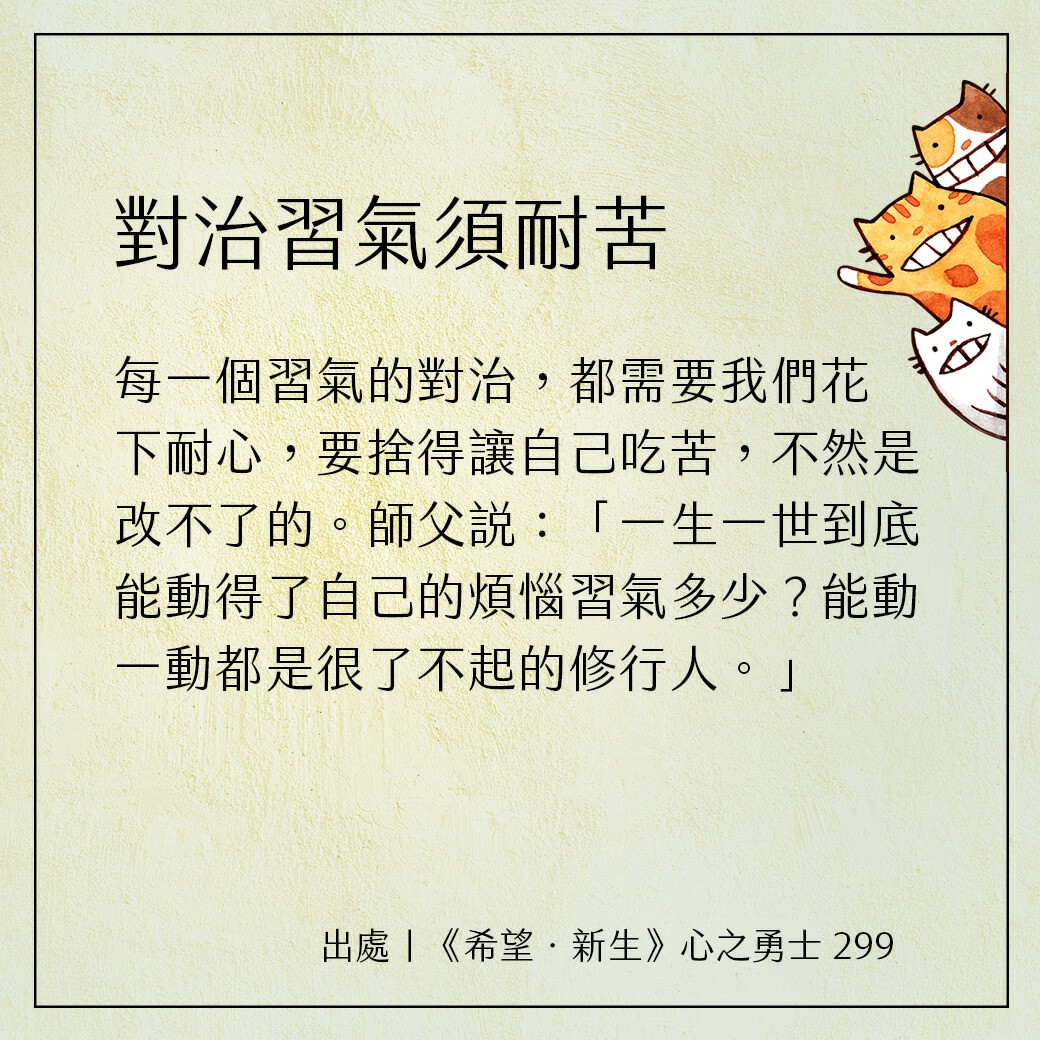 對治習氣須耐苦
每一個習氣的對治，都需要我們花
下耐心，要捨得讓自己吃苦，不然是
改不了的。師父説：「一生一世到底
能動得了自己的煩惱習氣多少？能動
一動都是很了不起的修行人。」
出處｜《希望．新生》心之勇士 299